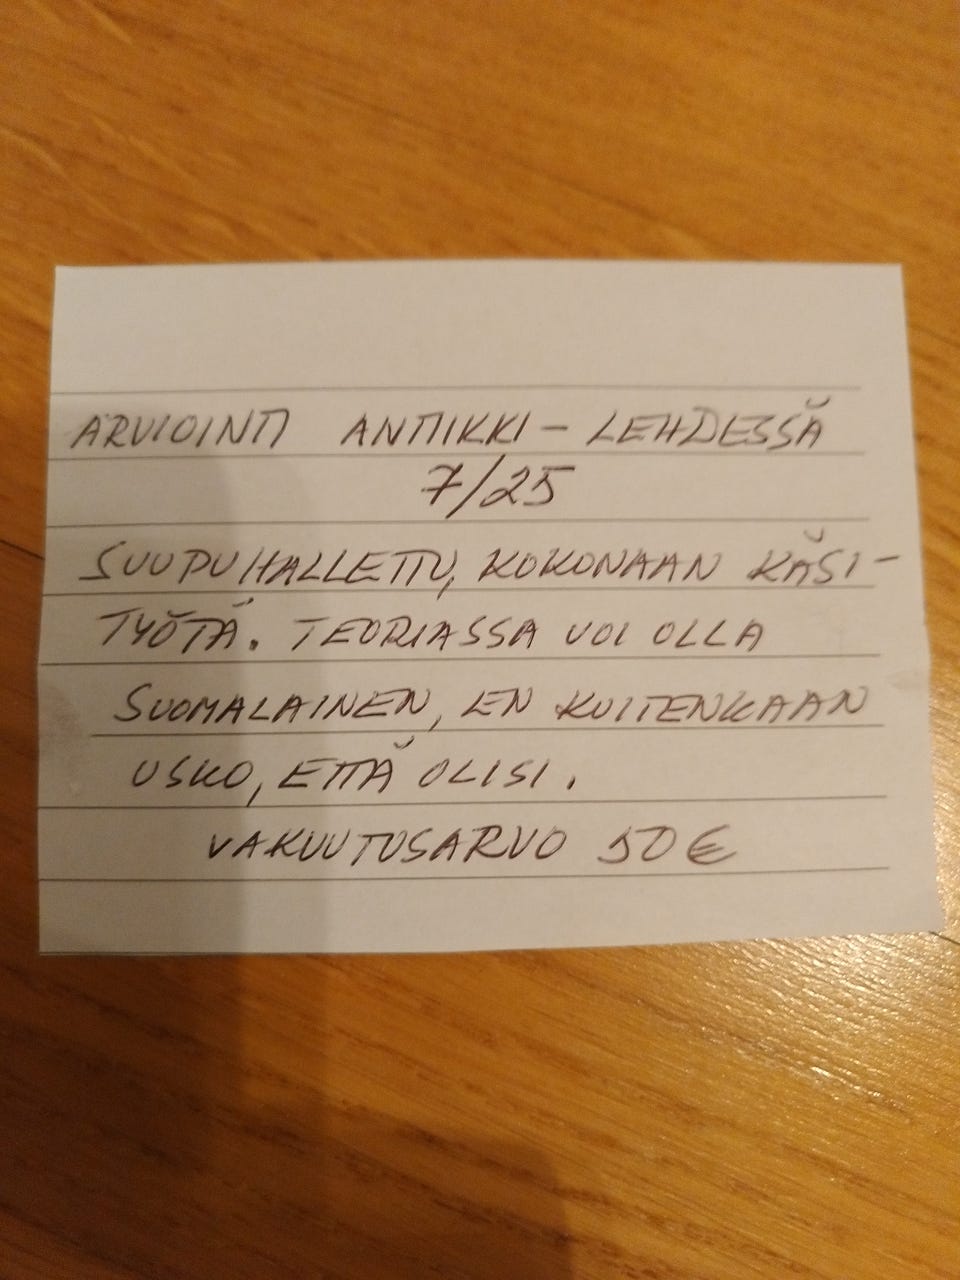 ARVIOINTI ANTIIKKI-LEHDESSÄ
7/25
SUUPUHALLETTU, KOKONAAN KÄSI-
TYÖTÄ. TEORIASSA VOI OLLA
SUOMALAINEN, EN KUITENKAAN
USKO, ETTÄ OLISI.
VAKUUTUSARVO 50 €